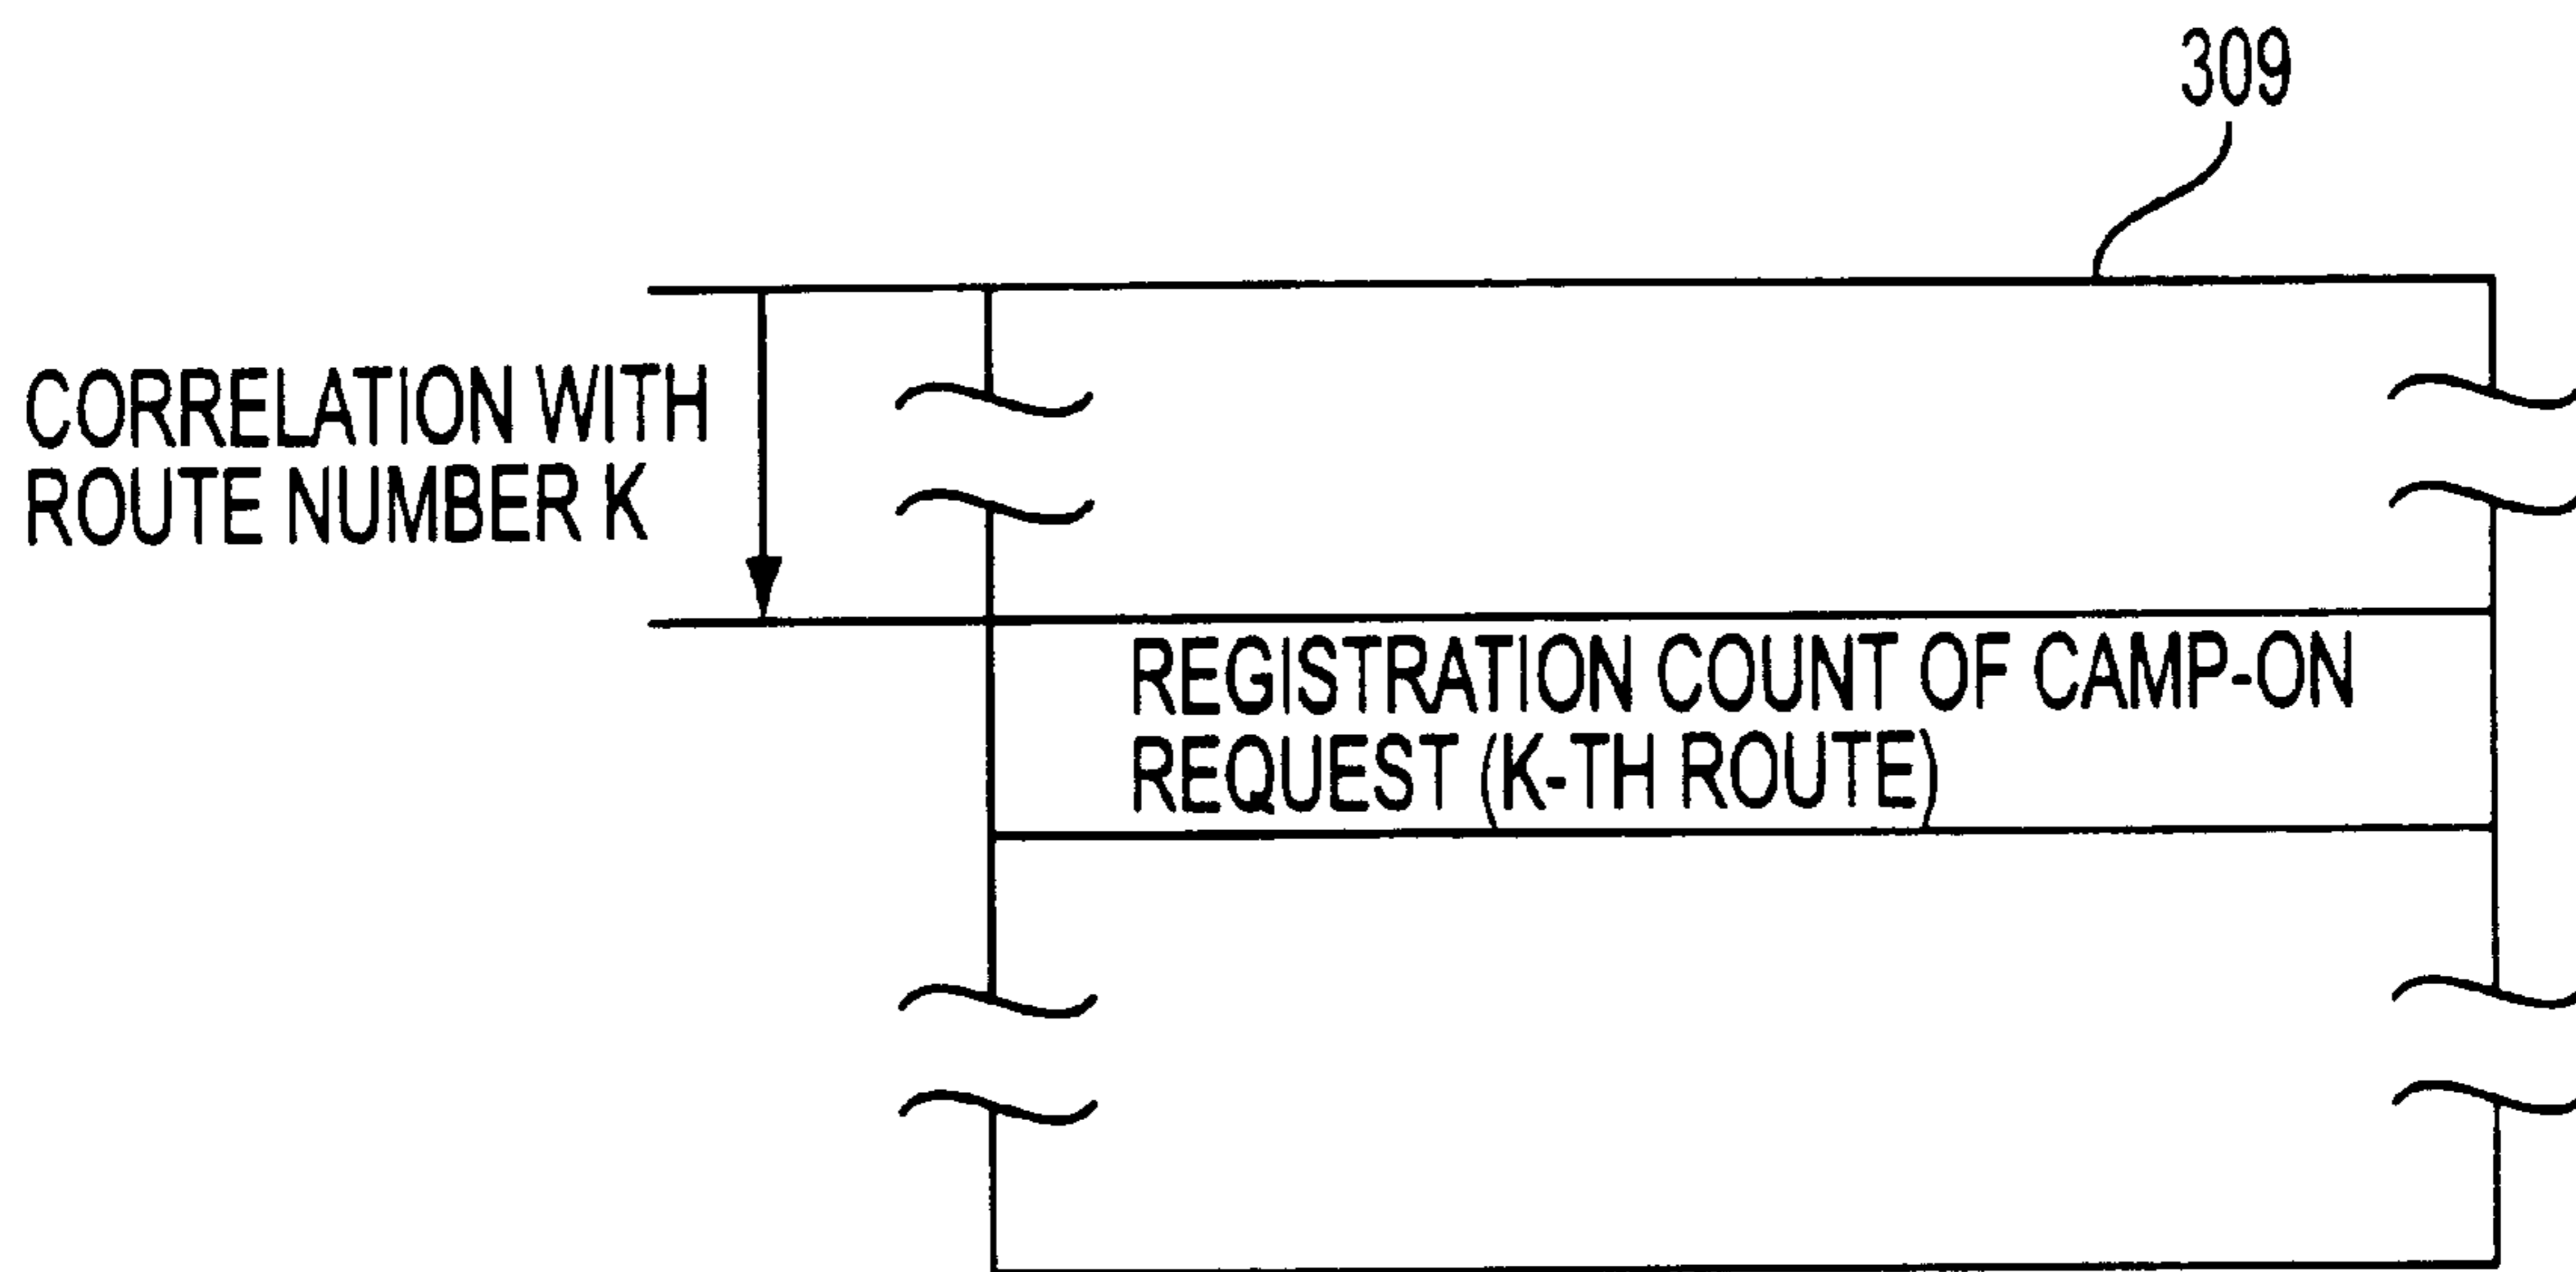 309
CORRELATION WITH
ROUTE NUMBER K
REGISTRATION COUNT OF CAMP-ON
REQUEST (K-TH ROUTE)